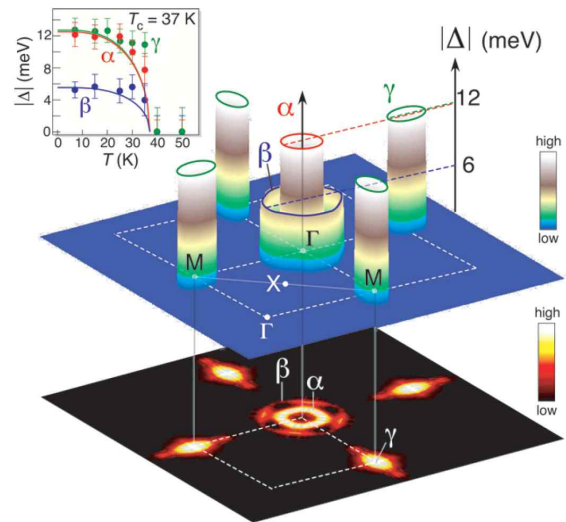 T_c = 37 K
|Δ| (meV)
12
8
4
0
γ
α
β
0 10 20 30 40 50
T (K)
|Δ| (meV)
12
6
α
γ
β
Γ
M
M
X
Γ
high
low
high
low
β
α
γ